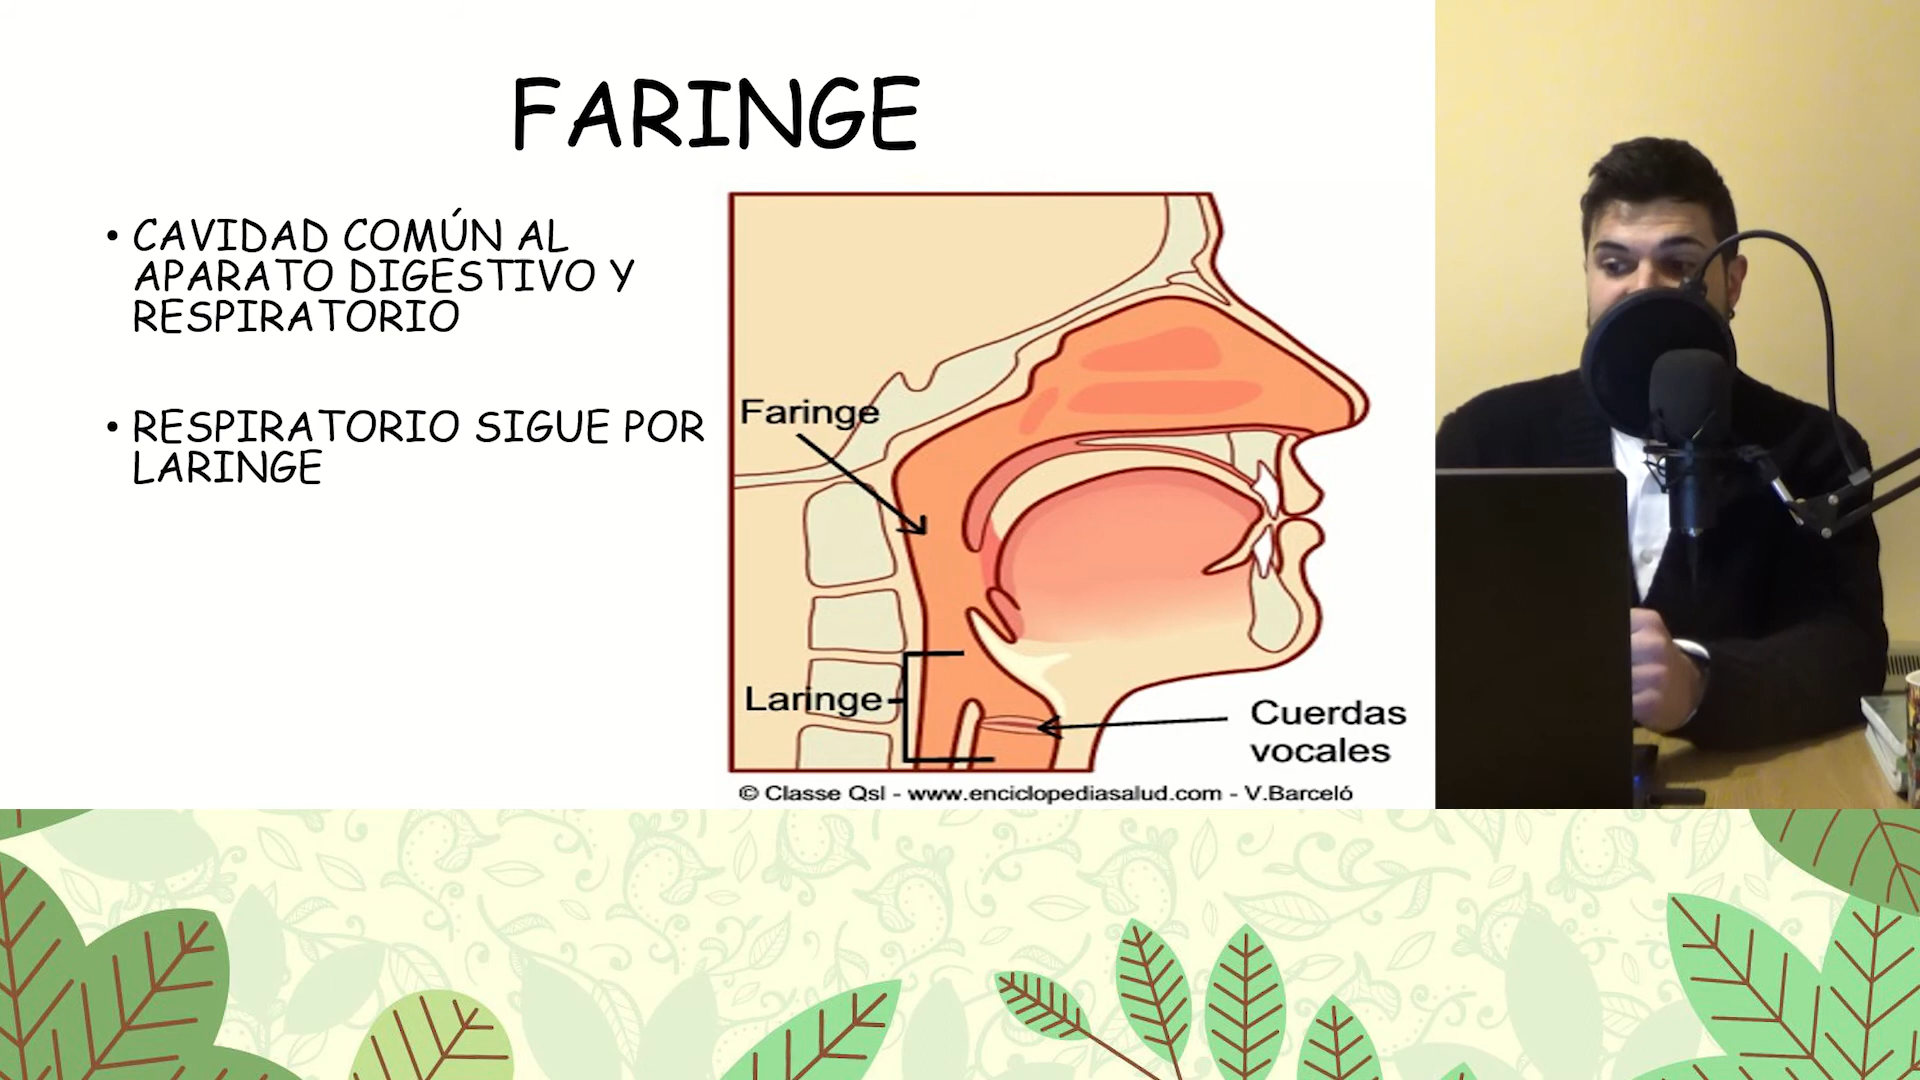 FARINGE
• CAVIDAD COMÚN AL
APARATO DIGESTIVO Y
RESPIRATORIO
• RESPIRATORIO SIGUE POR
LARINGE
Faringe
Laringe
Cuerdas
vocales
© Classe Qsl - www.enciclopediasalud.com - V.Barceló